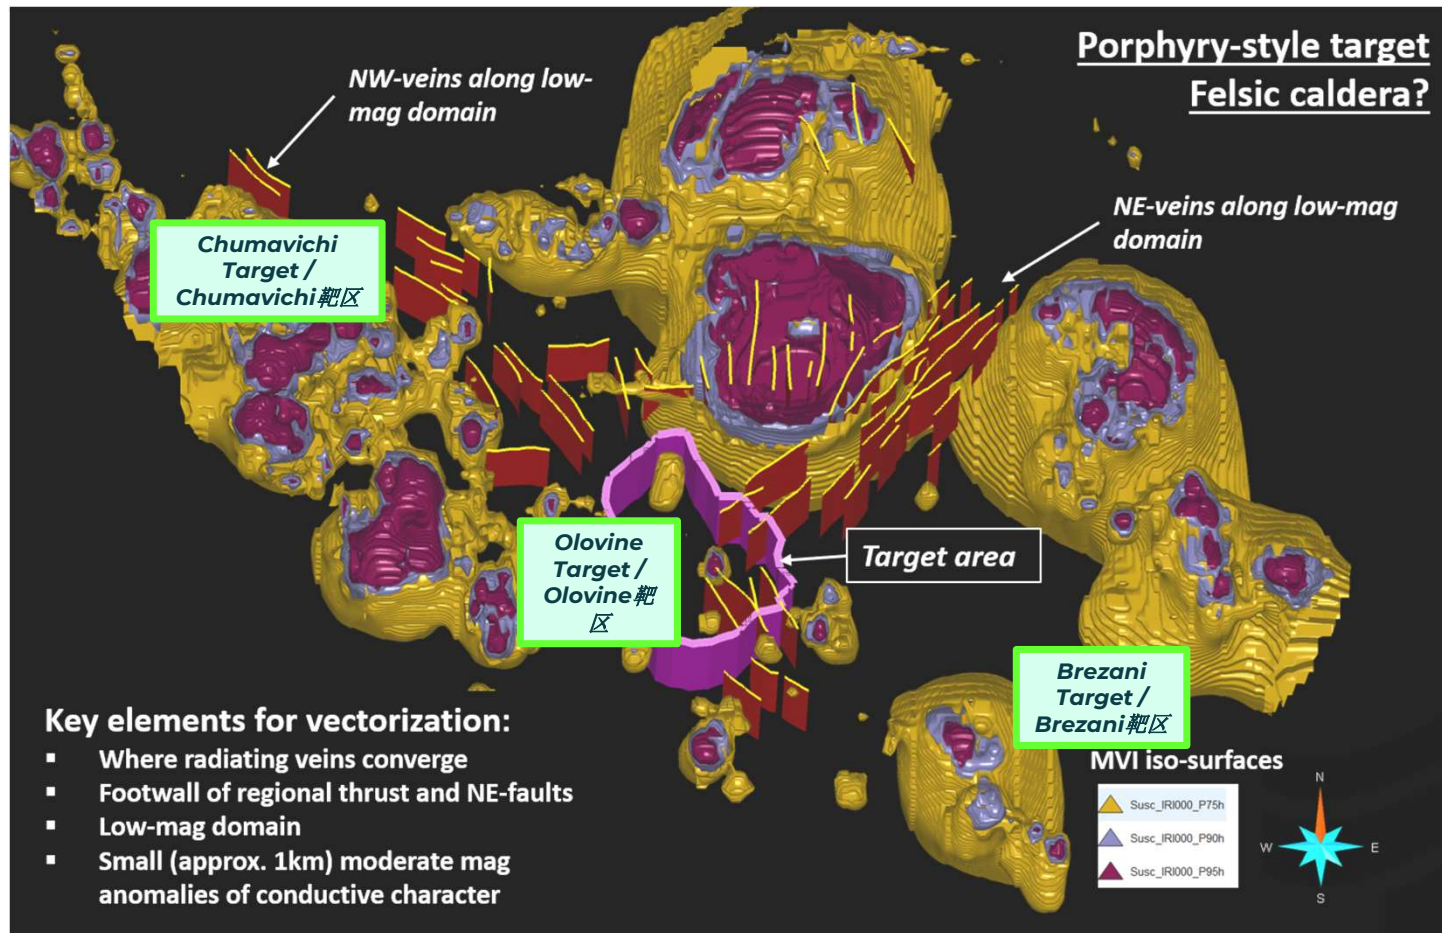 Porphyry-style target
Felsic caldera?
NW-veins along low-
mag domain
NE-veins along low-mag
domain
Chumavichi
Target /
Chumavichi靶区
Olovine
Target /
Olovine靶
区
Target area
Brezani
Target /
Brezani靶区
Key elements for vectorization:
▪ Where radiating veins converge
▪ Footwall of regional thrust and NE-faults
▪ Low-mag domain
▪ Small (approx. 1km) moderate mag
anomalies of conductive character
MVI iso-surfaces
Susc_IRI000_P75h
Susc_IRI000_P90h
Susc_IRI000_P95h
N
W
E
S